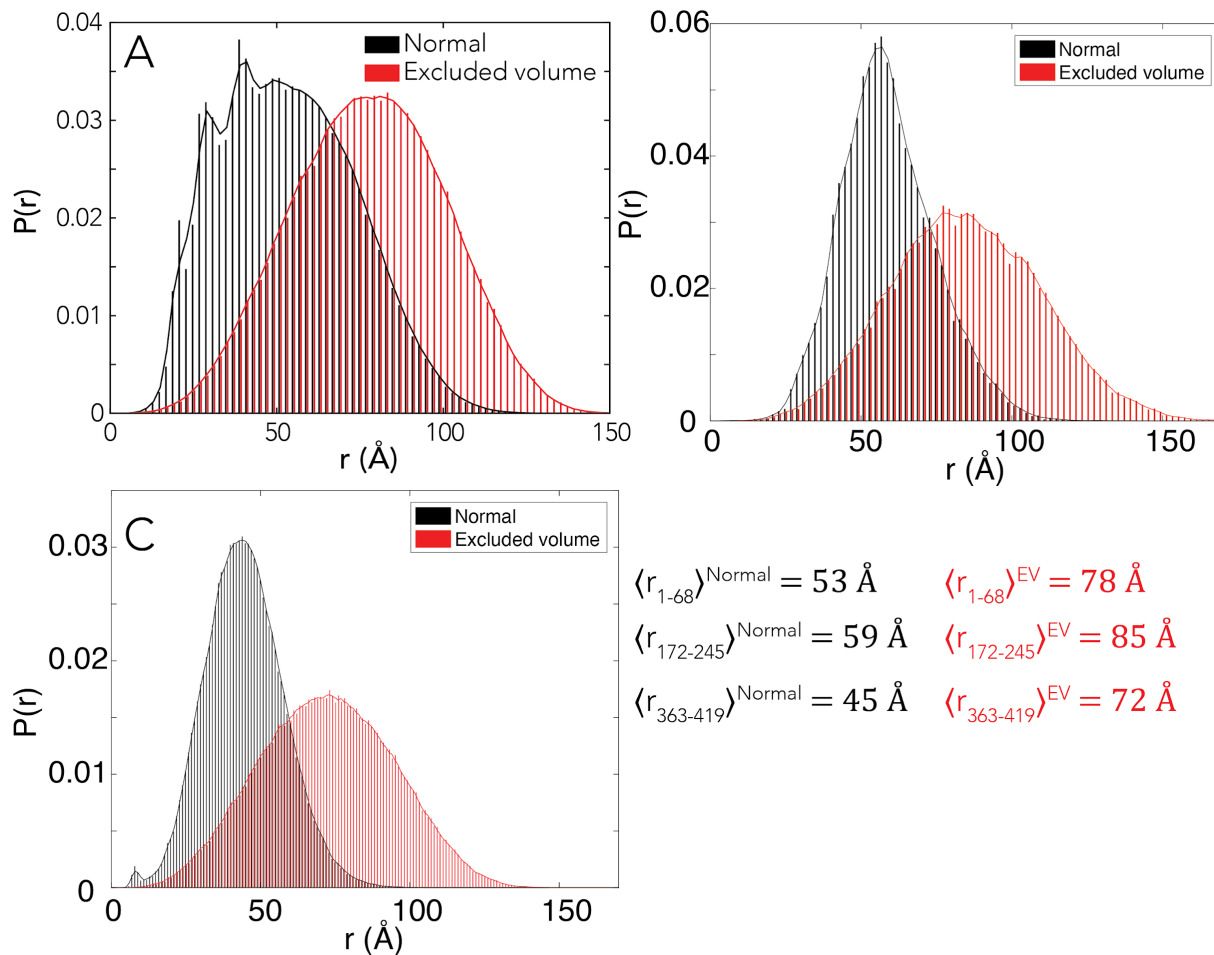 A
Normal
Excluded volume
0.04
0.03
0.02
0.01
0
P(r)
0
50
100
150
r (Å)
Normal
Excluded volume
0.06
0.04
0.02
0
P(r)
0
50
100
150
r (Å)
C
Normal
Excluded volume
0.03
0.02
0.01
0
P(r)
0
50
100
150
r (Å)
⟨r1-68⟩Normal = 53 Å
⟨r1-68⟩EV = 78 Å
⟨r172-245⟩Normal = 59 Å
⟨r172-245⟩EV = 85 Å
⟨r363-419⟩Normal = 45 Å
⟨r363-419⟩EV = 72 Å